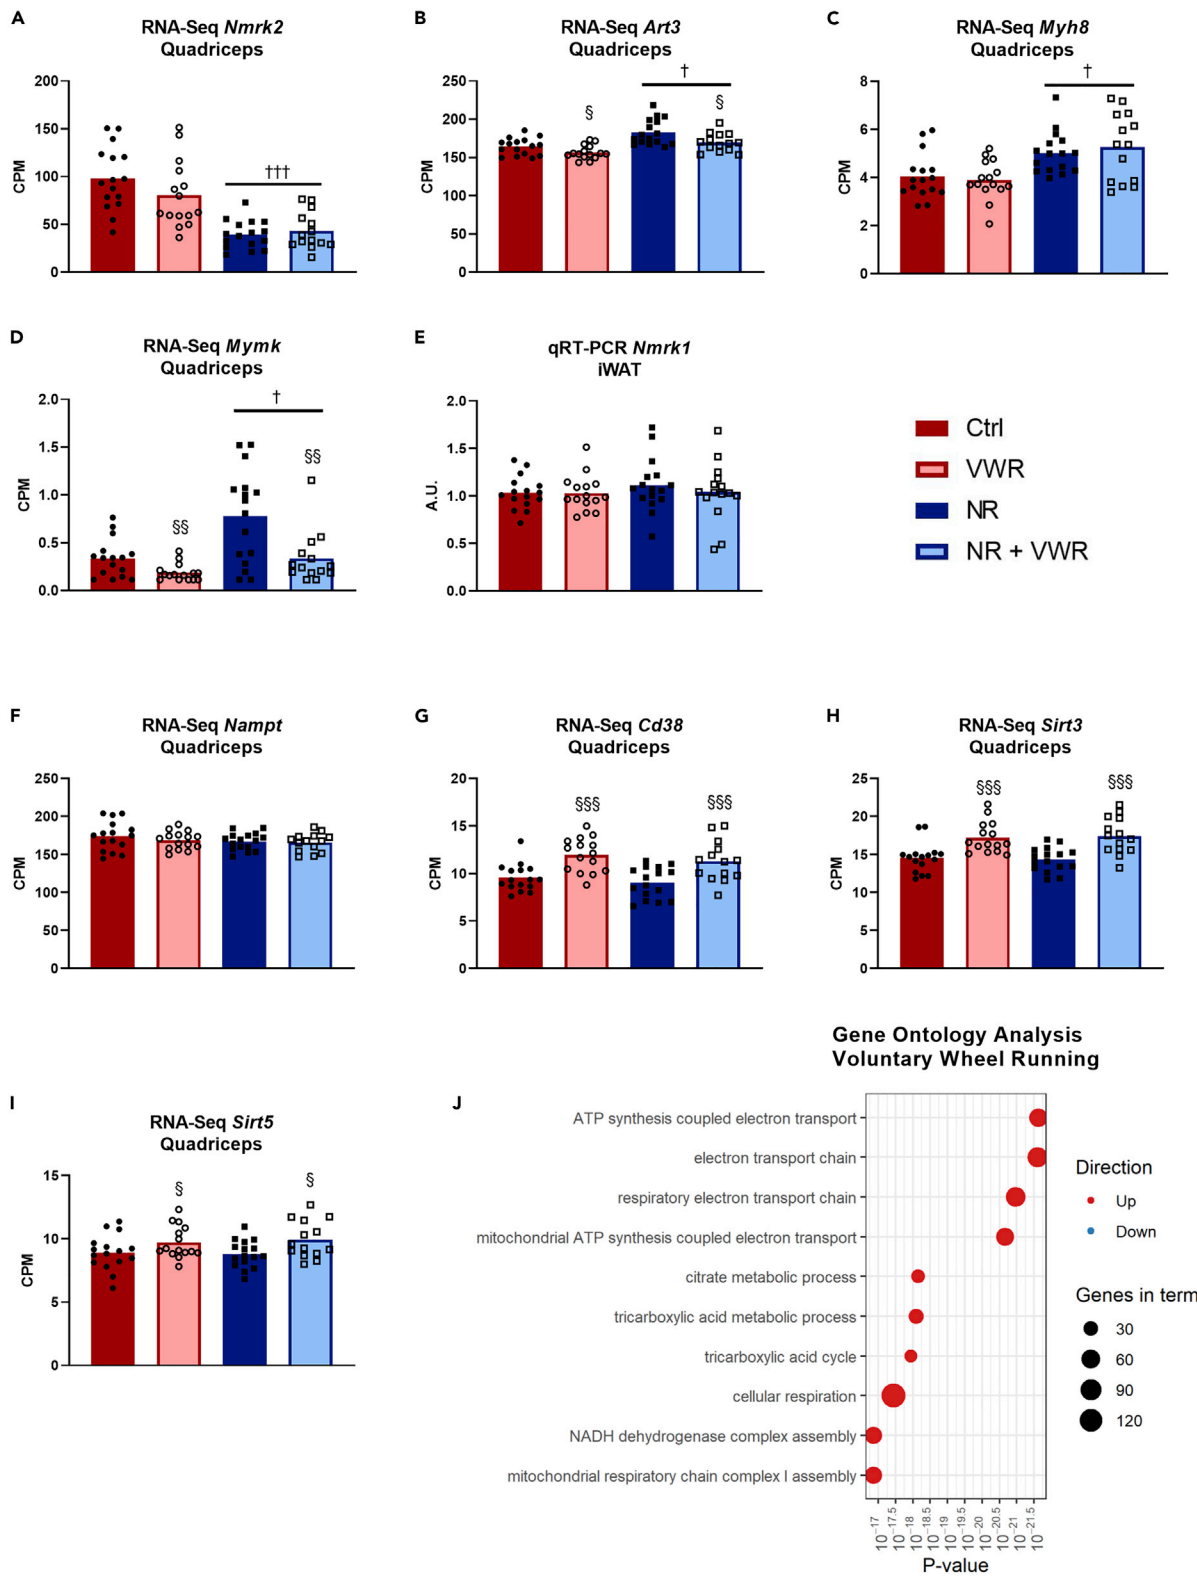 A
RNA-Seq Nmrk2
Quadriceps
CPM
200
150
100
50
0
†††
B
RNA-Seq Art3
Quadriceps
CPM
250
200
150
100
50
0
§
†
§
C
RNA-Seq Myh8
Quadriceps
CPM
8
6
4
2
0
†
D
RNA-Seq Mymk
Quadriceps
CPM
2.0
1.5
1.0
0.5
0.0
§§
†
§§
E
qRT-PCR Nmrk1
iWAT
A.U.
2.0
1.5
1.0
0.5
0.0
Ctrl
VWR
NR
NR + VWR
F
RNA-Seq Nampt
Quadriceps
CPM
250
200
150
100
50
0
G
RNA-Seq Cd38
Quadriceps
CPM
20
15
10
5
0
§§§
§§§
H
RNA-Seq Sirt3
Quadriceps
CPM
25
20
15
10
5
0
§§§
§§§
I
RNA-Seq Sirt5
Quadriceps
CPM
15
10
5
0
§
§
J
Gene Ontology Analysis
Voluntary Wheel Running
ATP synthesis coupled electron transport
electron transport chain
respiratory electron transport chain
mitochondrial ATP synthesis coupled electron transport
citrate metabolic process
tricarboxylic acid metabolic process
tricarboxylic acid cycle
cellular respiration
NADH dehydrogenase complex assembly
mitochondrial respiratory chain complex I assembly
10^-17
10^-17.5
10^-18
10^-18.5
10^-19
10^-19.5
10^-20
10^-20.5
10^-21
10^-21.5
P-value
Direction
Up
Down
Genes in term
30
60
90
120